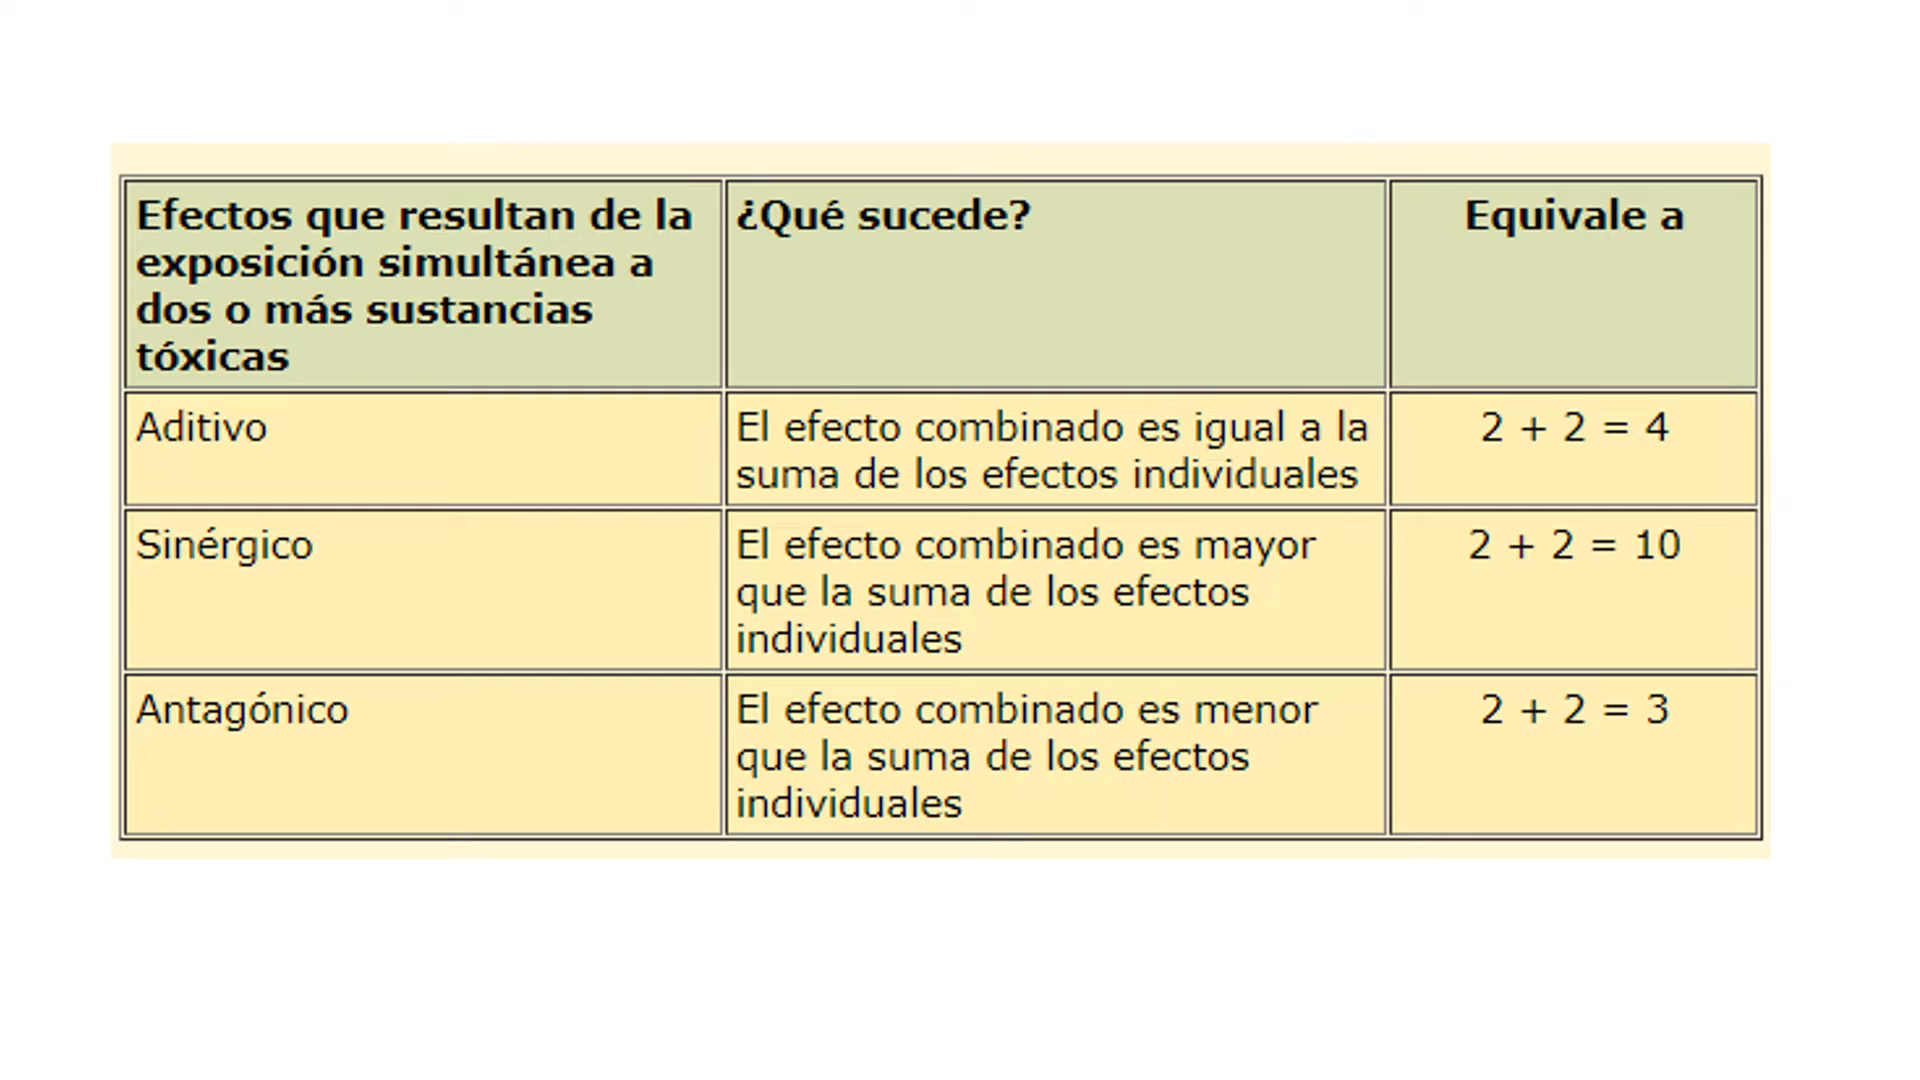 Efectos que resultan de la
exposición simultánea a
dos o más sustancias
tóxicas
¿Qué sucede?
Equivale a
Aditivo
El efecto combinado es igual a la
suma de los efectos individuales
2 + 2 = 4
Sinérgico
El efecto combinado es mayor
que la suma de los efectos
individuales
2 + 2 = 10
Antagónico
El efecto combinado es menor
que la suma de los efectos
individuales
2 + 2 = 3